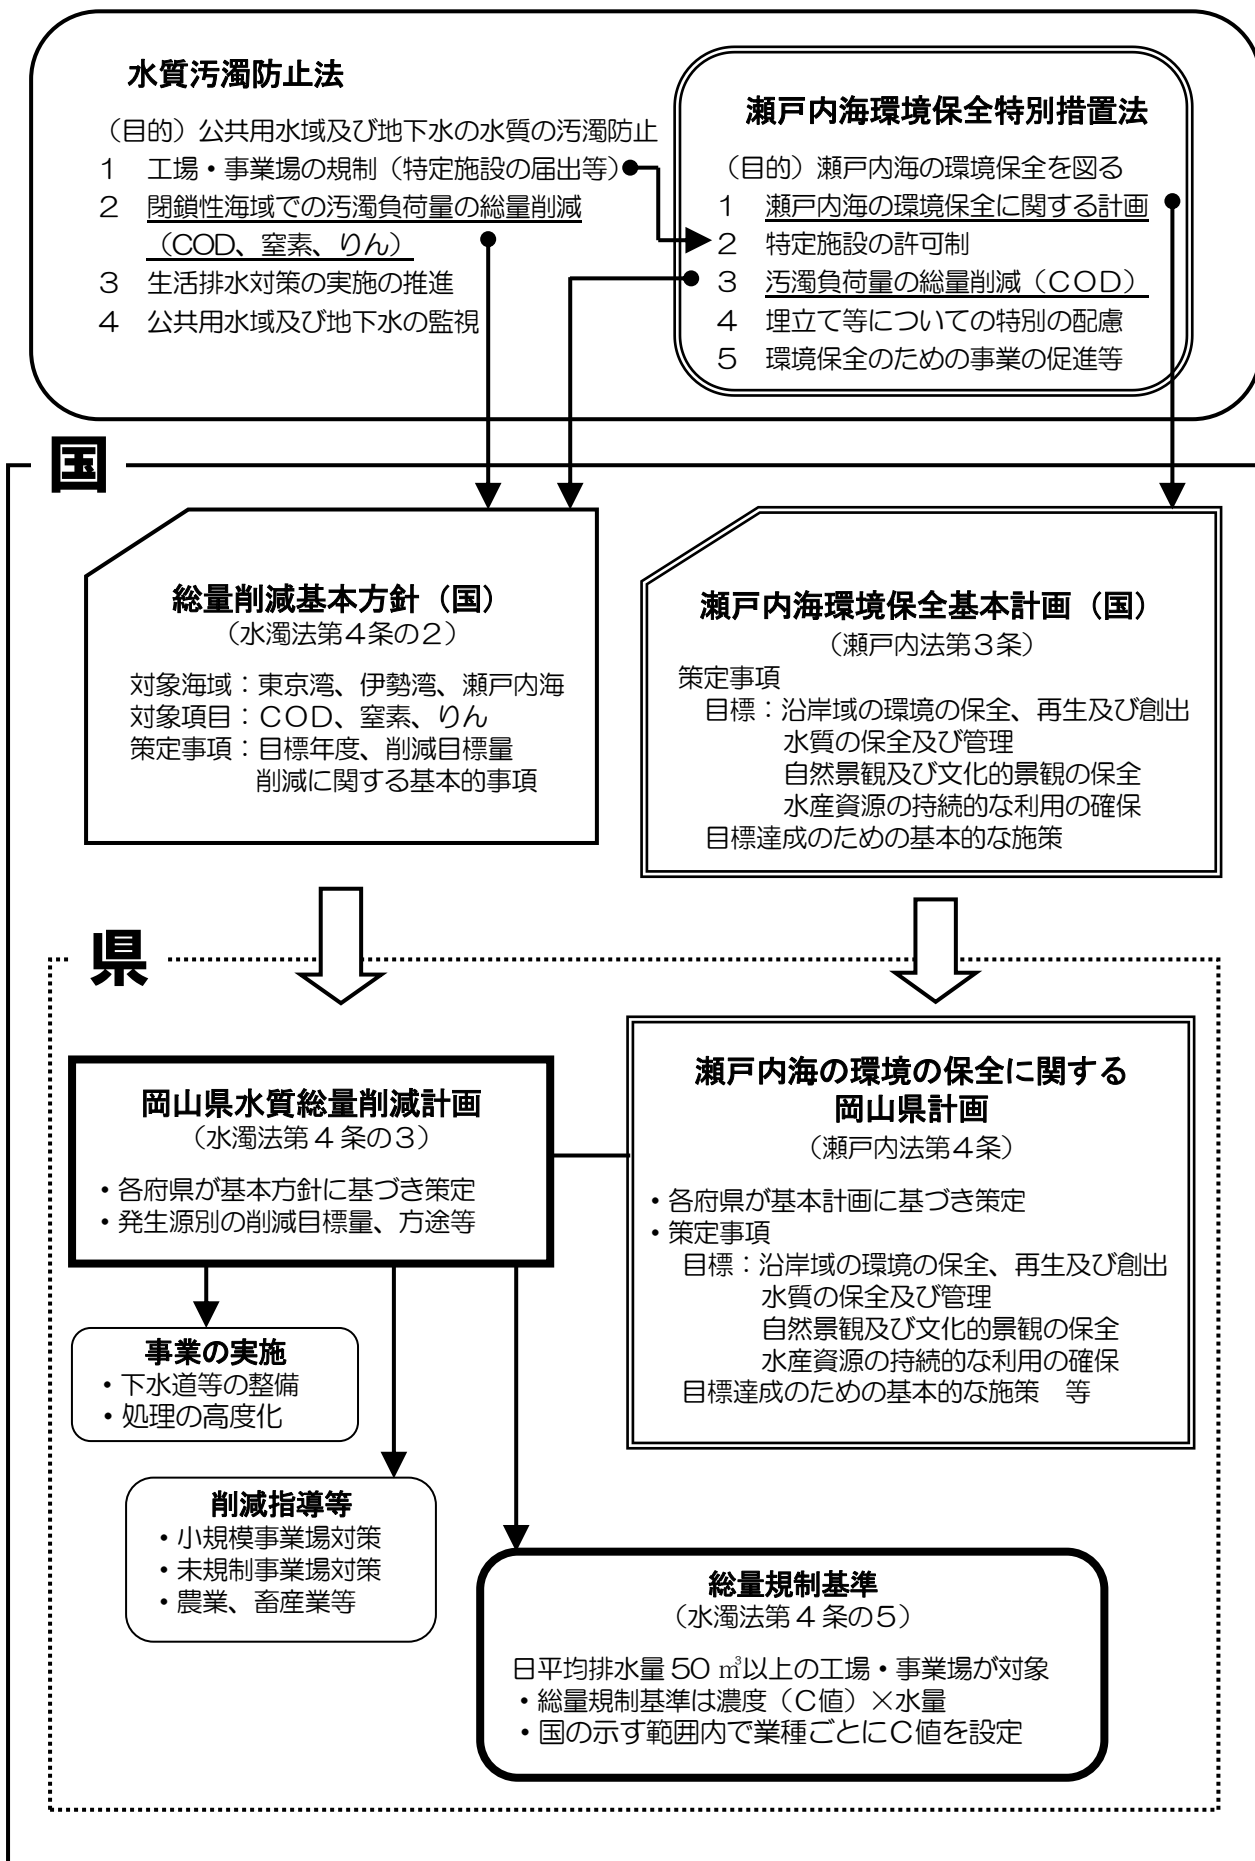 水質汚濁防止法
（目的）公共用水域及び地下水の水質の汚濁防止
1 工場・事業場の規制（特定施設の届出等）
2 閉鎖性海域での汚濁負荷量の総量削減
（COD、窒素、りん）
3 生活排水対策の実施の推進
4 公共用水域及び地下水の監視
瀬戸内海環境保全特別措置法
（目的）瀬戸内海の環境保全を図る
1 瀬戸内海の環境保全に関する計画
2 特定施設の許可制
3 汚濁負荷量の総量削減（COD）
4 埋立て等についての特別の配慮
5 環境保全のための事業の促進等
国
総量削減基本方針（国）
（水濁法第4条の2）
対象海域：東京湾、伊勢湾、瀬戸内海
対象項目：COD、窒素、りん
策定事項：目標年度、削減目標量
削減に関する基本的事項
瀬戸内海環境保全基本計画（国）
（瀬戸内法第3条）
策定事項
目標：沿岸域の環境の保全、再生及び創出
水質の保全及び管理
自然景観及び文化的景観の保全
水産資源の持続的な利用の確保
目標達成のための基本的な施策
県
岡山県水質総量削減計画
（水濁法第4条の3）
・各府県が基本方針に基づき策定
・発生源別の削減目標量、方途等
瀬戸内海の環境の保全に関する
岡山県計画
（瀬戸内法第4条）
・各府県が基本計画に基づき策定
・策定事項
目標：沿岸域の環境の保全、再生及び創出
水質の保全及び管理
自然景観及び文化的景観の保全
水産資源の持続的な利用の確保
目標達成のための基本的な施策　等
事業の実施
・下水道等の整備
・処理の高度化
削減指導等
・小規模事業場対策
・未規制事業場対策
・農業、畜産業等
総量規制基準
（水濁法第4条の5）
日平均排水量50㎥以上の工場・事業場が対象
・総量規制基準は濃度（C値）×水量
・国の示す範囲内で業種ごとにC値を設定